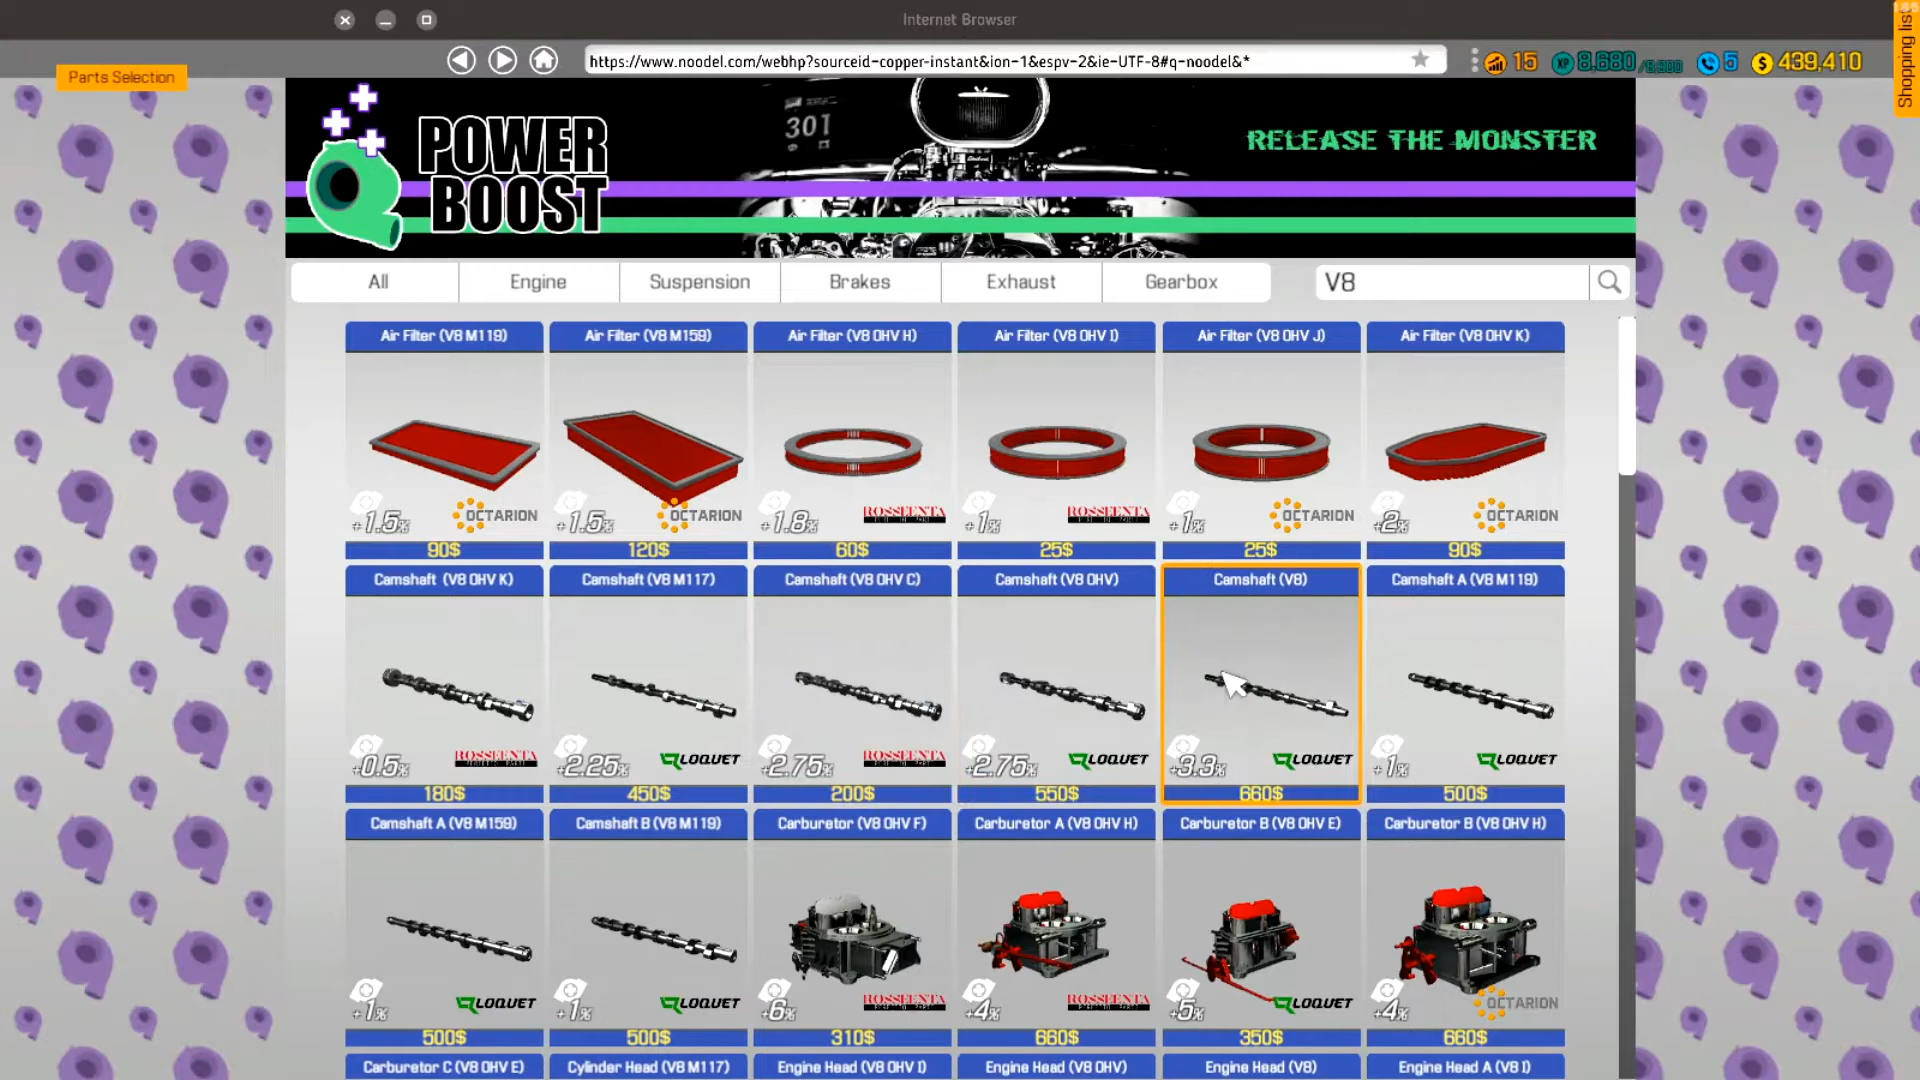 Internet Browser
Shopping list
Parts Selection
https://www.noodel.com/webhp?sourceid-copper-instant&ion-1&espv-2&ie-UTF-8#q-noodel&*
15
XP 8,680
5
$ 439,410
301
POWER
BOOST
RELEASE THE MONSTER
All Engine Suspension Brakes Exhaust Gearbox V8
Air Filter (V8 M119) Air Filter (V8 M159) Air Filter (V8 OHV H) Air Filter (V8 OHV I) Air Filter (V8 OHV J) Air Filter (V8 OHV K)
+1.5% OCTARION +1.5% OCTARION +1.8% ROSSEENTA +1% ROSSEENTA +1% OCTARION +2% OCTARION
90$ 120$ 60$ 25$ 25$ 90$
Camshaft (V8 OHV K) Camshaft (V8 M117) Camshaft (V8 OHV C) Camshaft (V8 OHV) Camshaft (V8) Camshaft A (V8 M119)
+0.5% ROSSEENTA +2.25% LOQUET +2.75% ROSSEENTA +2.75% LOQUET +3.3% LOQUET +1% LOQUET
180$ 450$ 200$ 550$ 660$ 500$
Camshaft A (V8 M159) Camshaft B (V8 M119) Carburetor (V8 OHV F) Carburetor A (V8 OHV H) Carburetor B (V8 OHV E) Carburetor B (V8 OHV H)
+1% LOQUET +1% LOQUET +6% ROSSEENTA +4% ROSSEENTA +5% LOQUET +4% OCTARION
500$ 500$ 310$ 660$ 350$ 660$
Carburetor C (V8 OHV E) Cylinder Head (V8 M117) Engine Head (V8 OHV I) Engine Head (V8 OHV) Engine Head (V8) Engine Head A (V8 I)